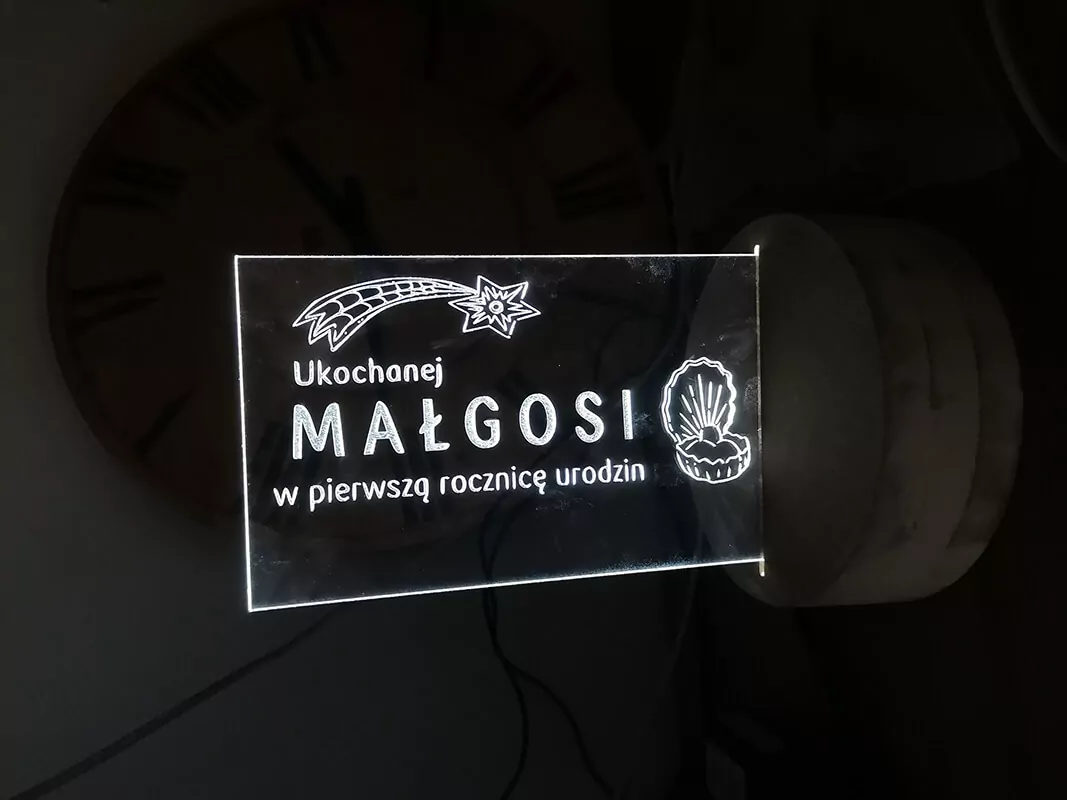 Ukochanej
MAŁGOSI
w pierwszą rocznicę urodzin